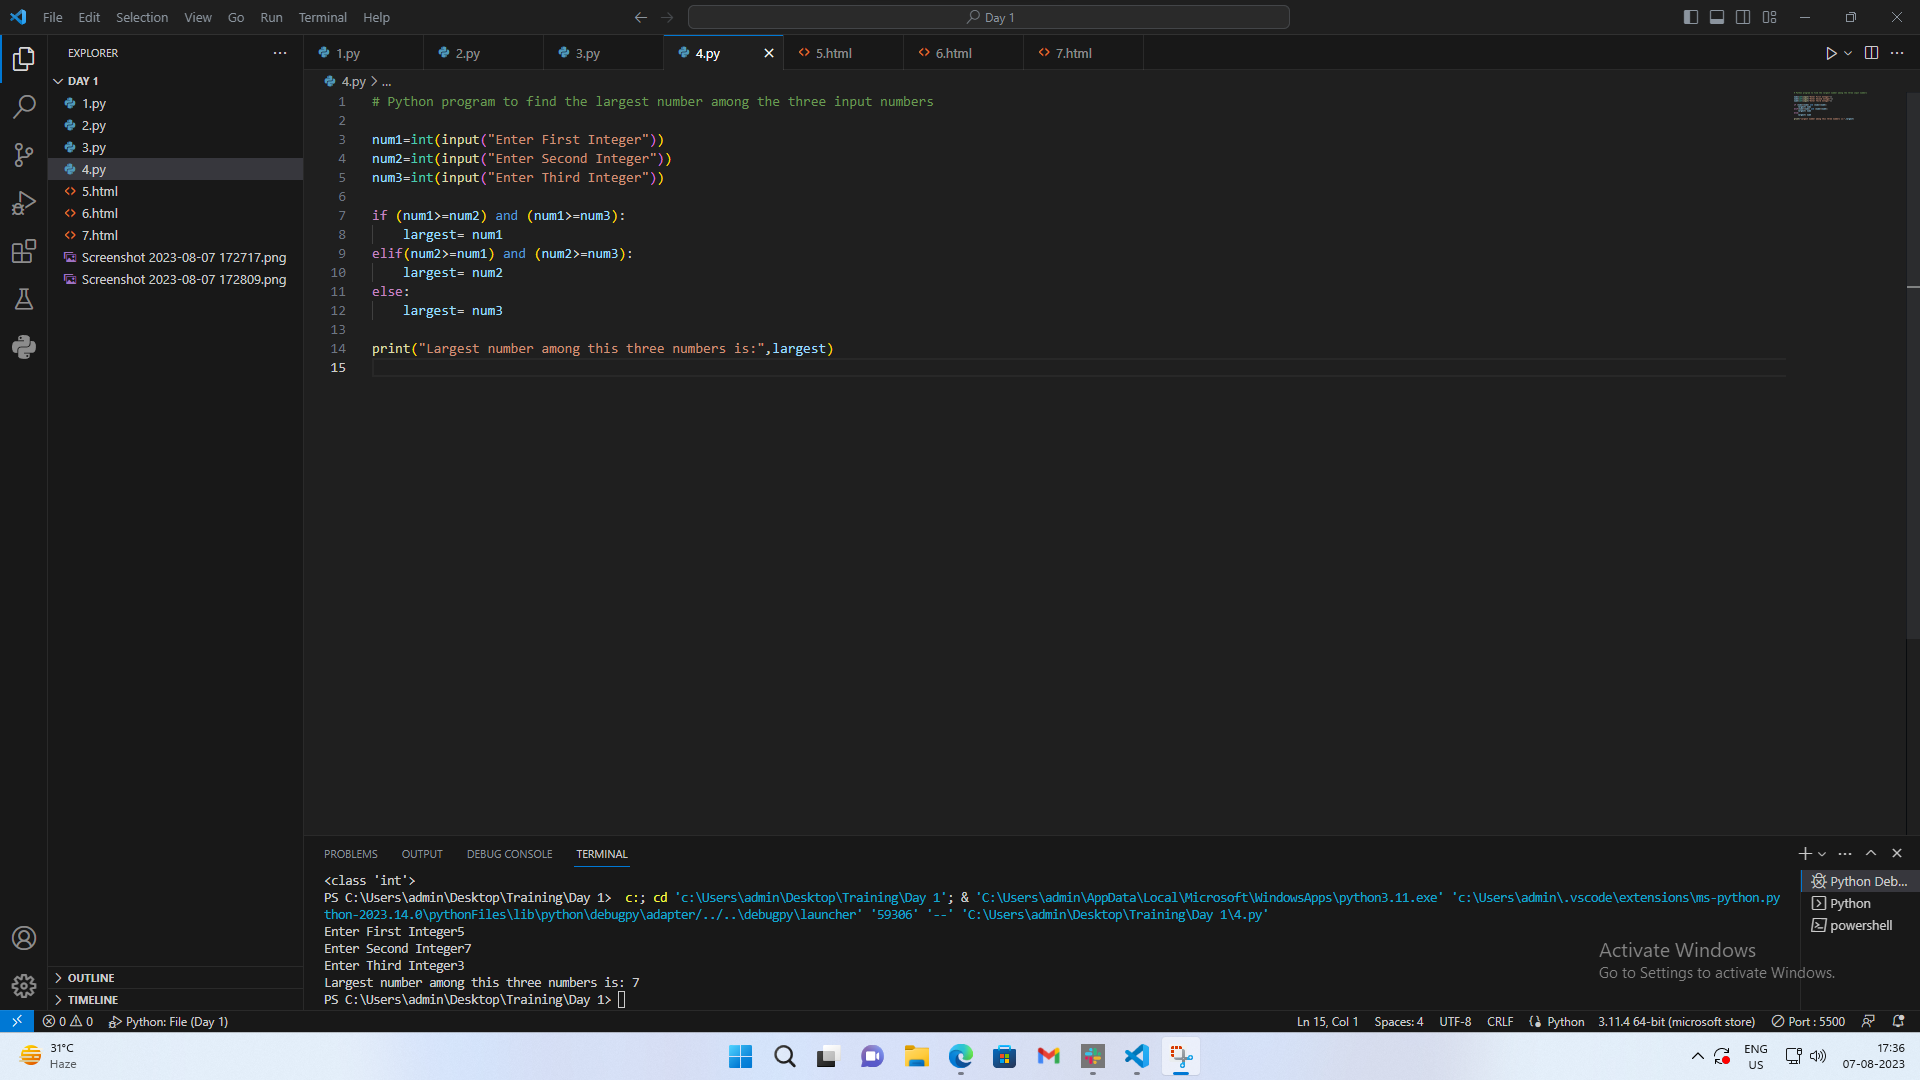 File Edit Selection View Go Run Terminal Help
Day 1
EXPLORER
DAY 1
1.py
2.py
3.py
4.py
5.html
6.html
7.html
Screenshot 2023-08-07 172717.png
Screenshot 2023-08-07 172809.png
OUTLINE
TIMELINE
1.py 2.py 3.py 4.py 5.html 6.html 7.html
4.py > ...
1 # Python program to find the largest number among the three input numbers
2
3 num1=int(input("Enter First Integer"))
4 num2=int(input("Enter Second Integer"))
5 num3=int(input("Enter Third Integer"))
6
7 if (num1>=num2) and (num1>=num3):
8     largest= num1
9 elif(num2>=num1) and (num2>=num3):
10     largest= num2
11 else:
12     largest= num3
13
14 print("Largest number among this three numbers is:",largest)
15
PROBLEMS OUTPUT DEBUG CONSOLE TERMINAL
<class 'int'>
PS C:\Users\admin\Desktop\Training\Day 1>  c:; cd 'c:\Users\admin\Desktop\Training\Day 1'; & 'C:\Users\admin\AppData\Local\Microsoft\WindowsApps\python3.11.exe' 'c:\Users\admin\.vscode\extensions\ms-python.py
thon-2023.14.0\pythonFiles\lib\python\debugpy\adapter/../..\debugpy\launcher' '59306' '--' 'C:\Users\admin\Desktop\Training\Day 1\4.py'
Enter First Integer5
Enter Second Integer7
Enter Third Integer3
Largest number among this three numbers is: 7
PS C:\Users\admin\Desktop\Training\Day 1>
Python Deb...
Python
powershell
Activate Windows
Go to Settings to activate Windows.
0 0 Python: File (Day 1)
Ln 15, Col 1 Spaces: 4 UTF-8 CRLF Python 3.11.4 64-bit (microsoft store) Port : 5500
31°C
Haze
ENG
US
17:36
07-08-2023